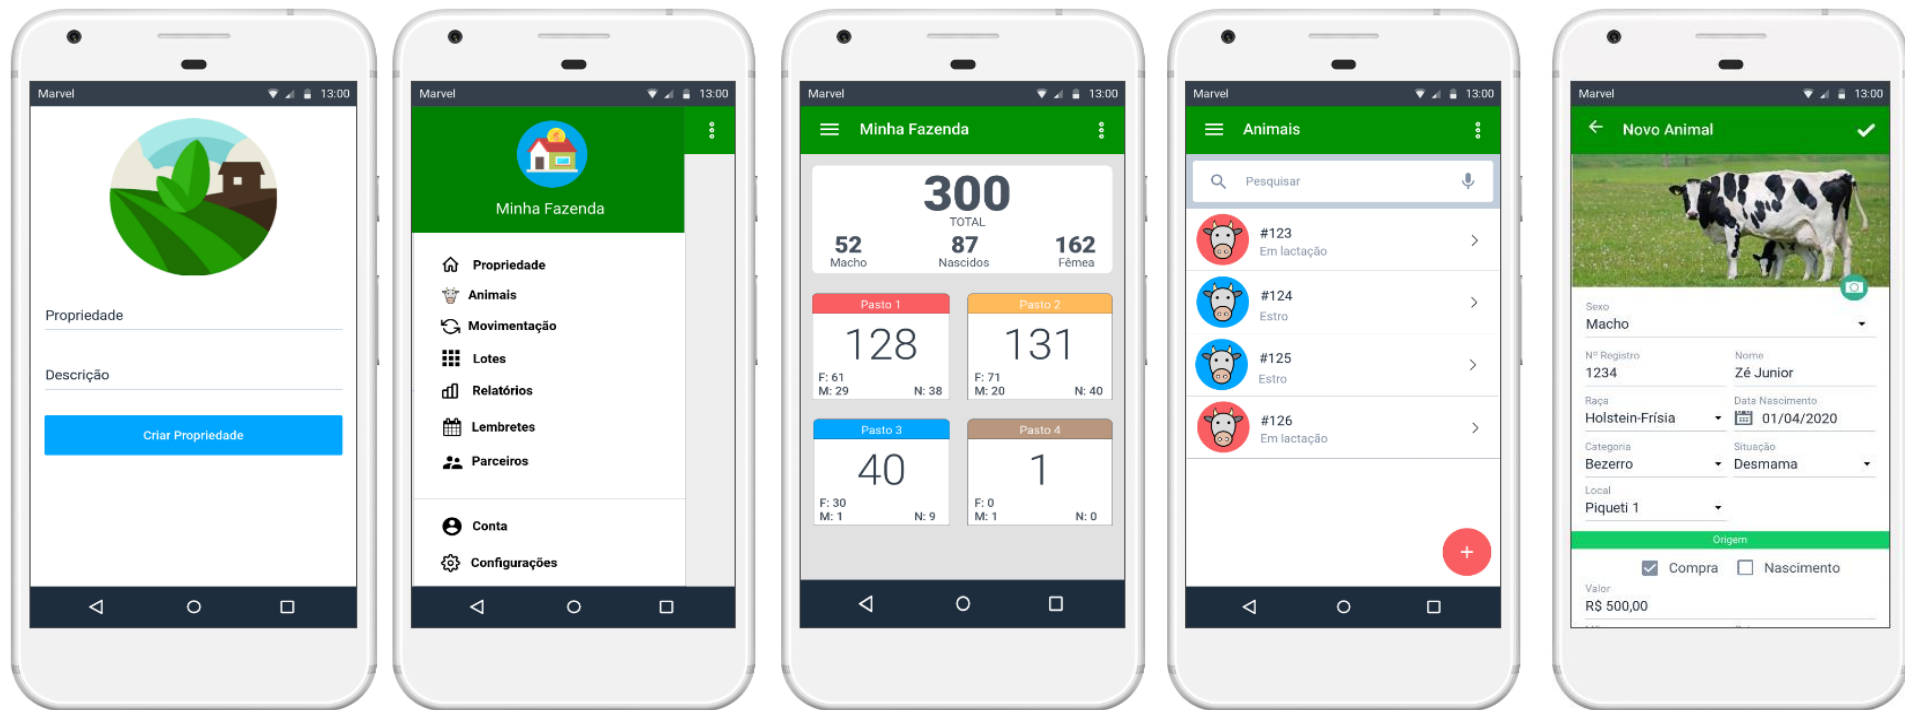 Marvel
13:00
Propriedade
Descrição
Criar Propriedade
Marvel
13:00
Minha Fazenda
Propriedade
Animais
Movimentação
Lotes
Relatórios
Lembretes
Parceiros
Conta
Configurações
Marvel
13:00
Minha Fazenda
300
TOTAL
52 87 162
Macho Nascidos Fêmea
Pasto 1
128
F: 61
M: 29 N: 38
Pasto 2
131
F: 71
M: 20 N: 40
Pasto 3
40
F: 30
M: 1 N: 9
Pasto 4
1
F: 0
M: 1 N: 0
Marvel
13:00
Animais
Pesquisar
#123
Em lactação
#124
Estro
#125
Estro
#126
Em lactação
+
Marvel
13:00
Novo Animal
Sexo
Macho
Nº Registro Nome
1234 Zé Junior
Raça Data Nascimento
Holstein-Frísia 01/04/2020
Categoria Situação
Bezerro Desmama
Local
Piqueti 1
Origem
Compra Nascimento
Valor
R$ 500,00